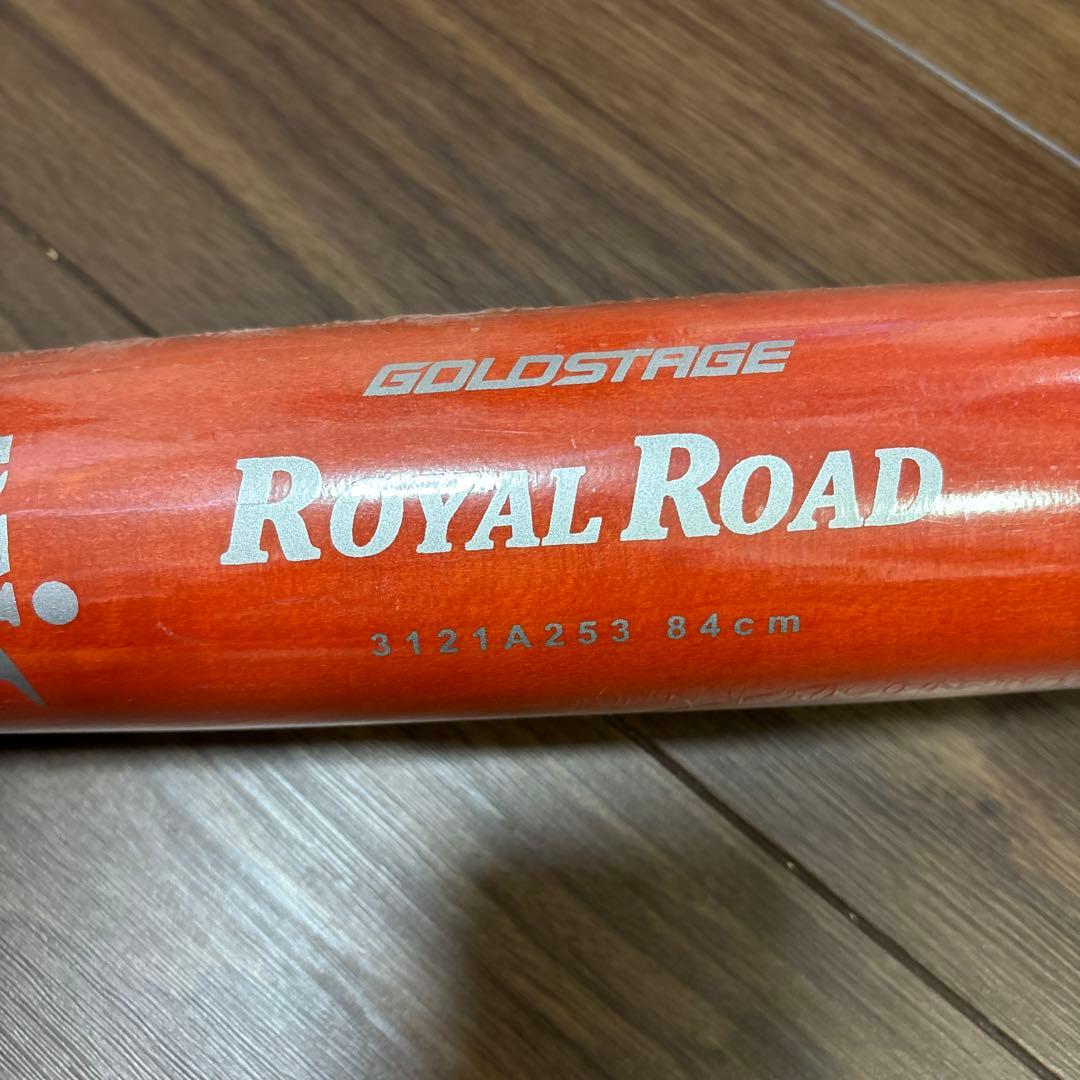 GOLDSTAGE
ROYAL ROAD
3121A253 84cm